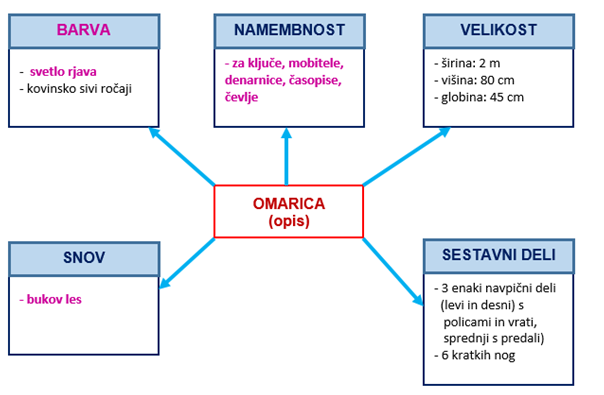 BARVA
- svetlo rjava
- kovinsko sivi ročaji
NAMEMBNOST
- za ključe, mobitele,
denarnice, časopise,
čevlje
VELIKOST
- širina: 2 m
- višina: 80 cm
- globina: 45 cm
OMARICA
(opis)
SNOV
- bukov les
SESTAVNI DELI
- 3 enaki navpični deli
(levi in desni) s
policami in vrati,
sprednji s predali)
- 6 kratkih nog